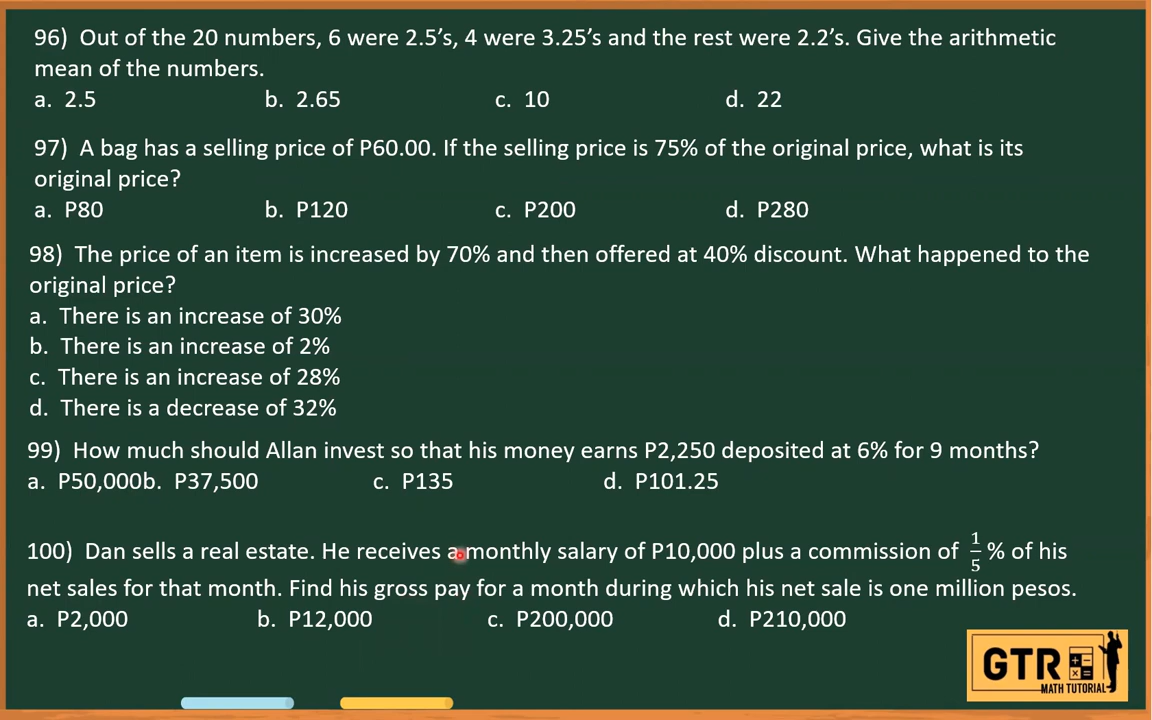 96) Out of the 20 numbers, 6 were 2.5’s, 4 were 3.25’s and the rest were 2.2’s. Give the arithmetic
mean of the numbers.
a. 2.5 b. 2.65 c. 10 d. 22
97) A bag has a selling price of P60.00. If the selling price is 75% of the original price, what is its
original price?
a. P80 b. P120 c. P200 d. P280
98) The price of an item is increased by 70% and then offered at 40% discount. What happened to the
original price?
a. There is an increase of 30%
b. There is an increase of 2%
c. There is an increase of 28%
d. There is a decrease of 32%
99) How much should Allan invest so that his money earns P2,250 deposited at 6% for 9 months?
a. P50,000b. P37,500 c. P135 d. P101.25
100) Dan sells a real estate. He receives a monthly salary of P10,000 plus a commission of 1/5 % of his
net sales for that month. Find his gross pay for a month during which his net sale is one million pesos.
a. P2,000 b. P12,000 c. P200,000 d. P210,000
GTR
MATH TUTORIAL